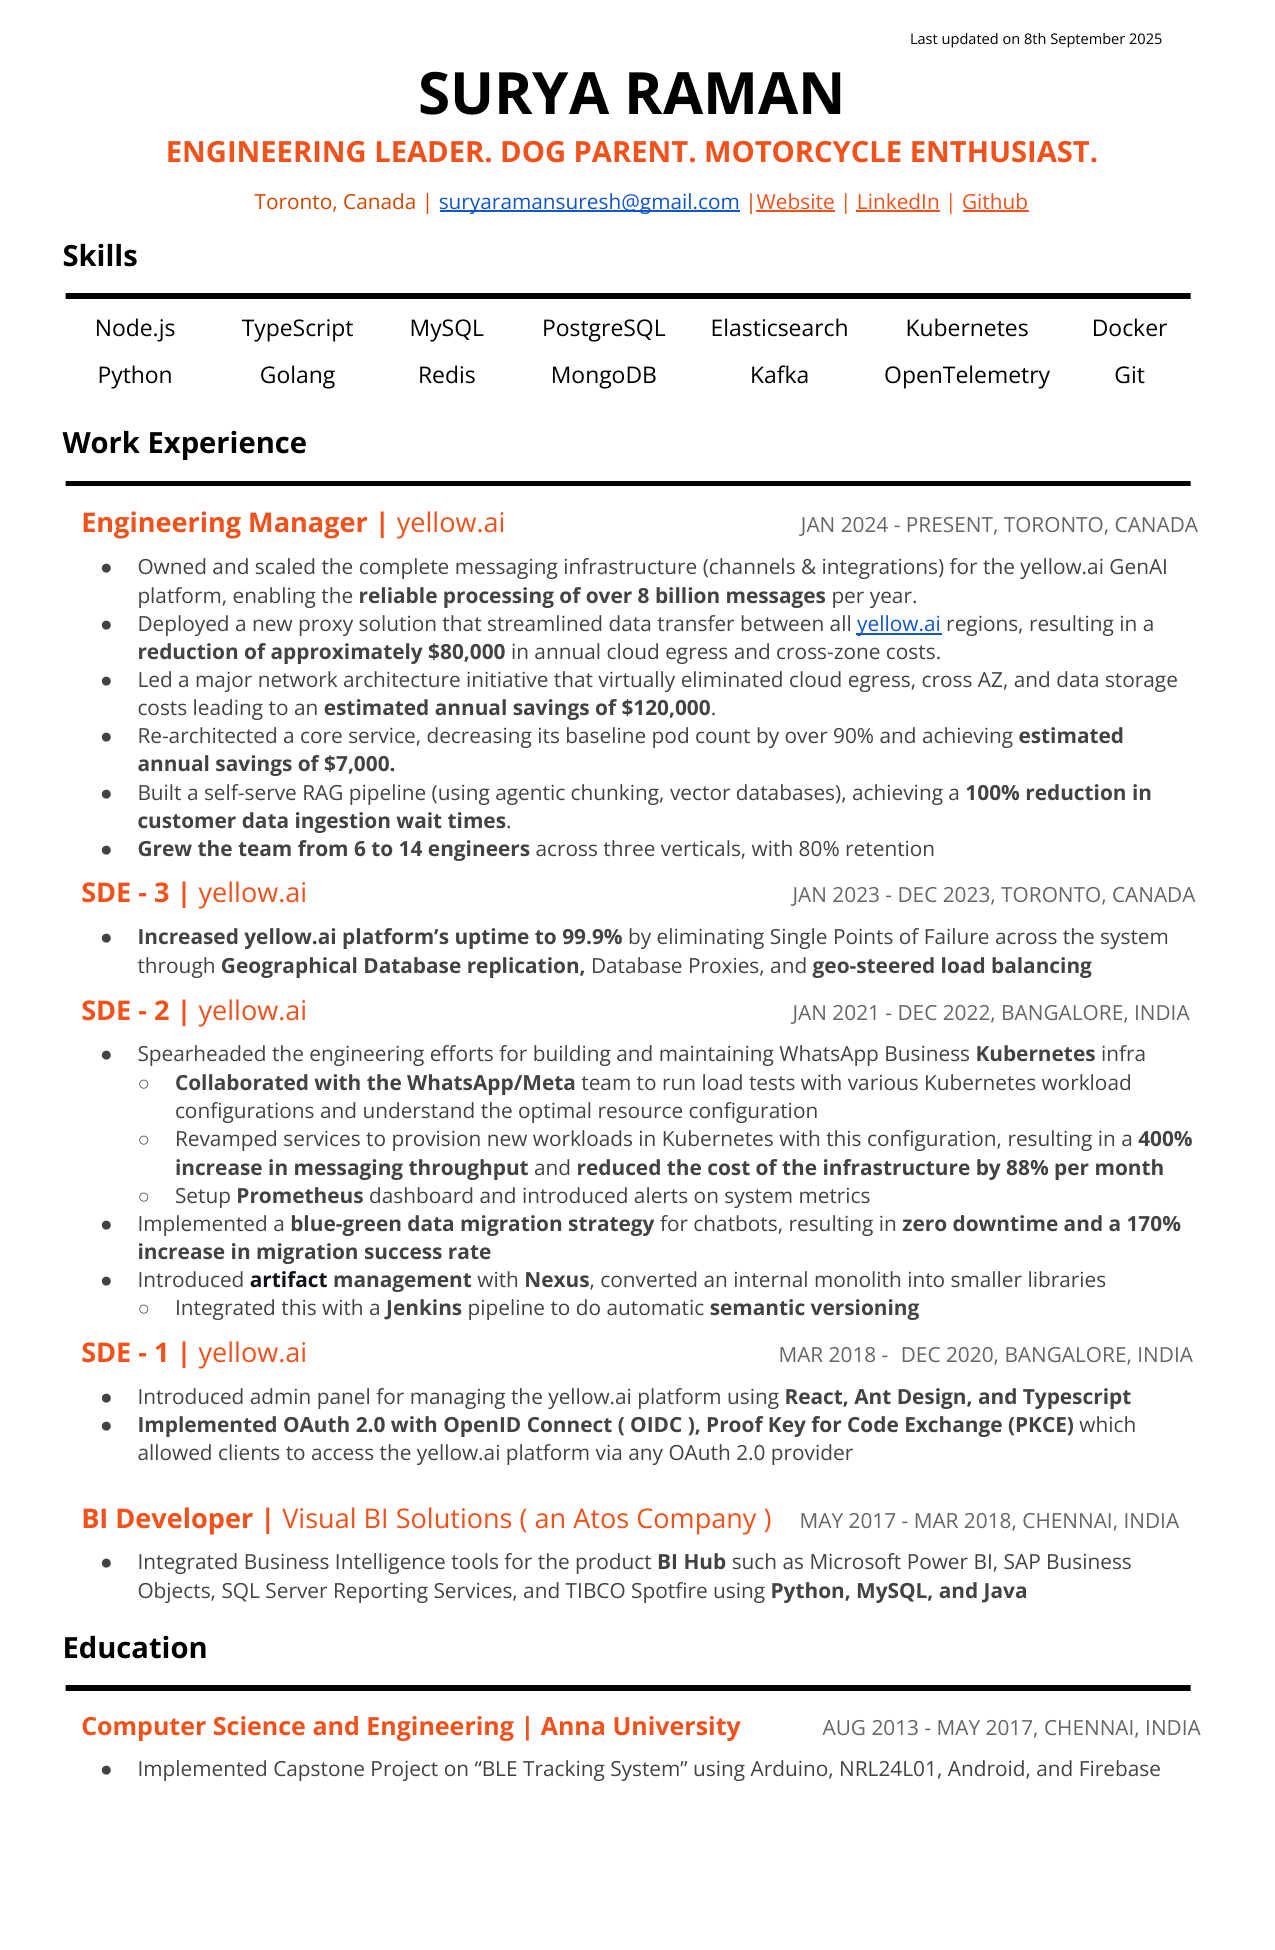 Last updated on 8th September 2025
SURYA RAMAN
ENGINEERING LEADER. DOG PARENT. MOTORCYCLE ENTHUSIAST.
Toronto, Canada | suryaramansuresh@gmail.com |Website | LinkedIn | Github
Skills
Node.js TypeScript MySQL PostgreSQL Elasticsearch Kubernetes Docker
Python Golang Redis MongoDB Kafka OpenTelemetry Git
Work Experience
Engineering Manager | yellow.ai JAN 2024 - PRESENT, TORONTO, CANADA
● Owned and scaled the complete messaging infrastructure (channels & integrations) for the yellow.ai GenAI
platform, enabling the reliable processing of over 8 billion messages per year.
● Deployed a new proxy solution that streamlined data transfer between all yellow.ai regions, resulting in a
reduction of approximately $80,000 in annual cloud egress and cross-zone costs.
● Led a major network architecture initiative that virtually eliminated cloud egress, cross AZ, and data storage
costs leading to an estimated annual savings of $120,000.
● Re-architected a core service, decreasing its baseline pod count by over 90% and achieving estimated
annual savings of $7,000.
● Built a self-serve RAG pipeline (using agentic chunking, vector databases), achieving a 100% reduction in
customer data ingestion wait times.
● Grew the team from 6 to 14 engineers across three verticals, with 80% retention
SDE - 3 | yellow.ai JAN 2023 - DEC 2023, TORONTO, CANADA
● Increased yellow.ai platform’s uptime to 99.9% by eliminating Single Points of Failure across the system
through Geographical Database replication, Database Proxies, and geo-steered load balancing
SDE - 2 | yellow.ai JAN 2021 - DEC 2022, BANGALORE, INDIA
● Spearheaded the engineering efforts for building and maintaining WhatsApp Business Kubernetes infra
○ Collaborated with the WhatsApp/Meta team to run load tests with various Kubernetes workload
configurations and understand the optimal resource configuration
○ Revamped services to provision new workloads in Kubernetes with this configuration, resulting in a 400%
increase in messaging throughput and reduced the cost of the infrastructure by 88% per month
○ Setup Prometheus dashboard and introduced alerts on system metrics
● Implemented a blue-green data migration strategy for chatbots, resulting in zero downtime and a 170%
increase in migration success rate
● Introduced artifact management with Nexus, converted an internal monolith into smaller libraries
○ Integrated this with a Jenkins pipeline to do automatic semantic versioning
SDE - 1 | yellow.ai MAR 2018 - DEC 2020, BANGALORE, INDIA
● Introduced admin panel for managing the yellow.ai platform using React, Ant Design, and Typescript
● Implemented OAuth 2.0 with OpenID Connect ( OIDC ), Proof Key for Code Exchange (PKCE) which
allowed clients to access the yellow.ai platform via any OAuth 2.0 provider
BI Developer | Visual BI Solutions ( an Atos Company ) MAY 2017 - MAR 2018, CHENNAI, INDIA
● Integrated Business Intelligence tools for the product BI Hub such as Microsoft Power BI, SAP Business
Objects, SQL Server Reporting Services, and TIBCO Spotfire using Python, MySQL, and Java
Education
Computer Science and Engineering | Anna University AUG 2013 - MAY 2017, CHENNAI, INDIA
● Implemented Capstone Project on “BLE Tracking System” using Arduino, NRL24L01, Android, and Firebase